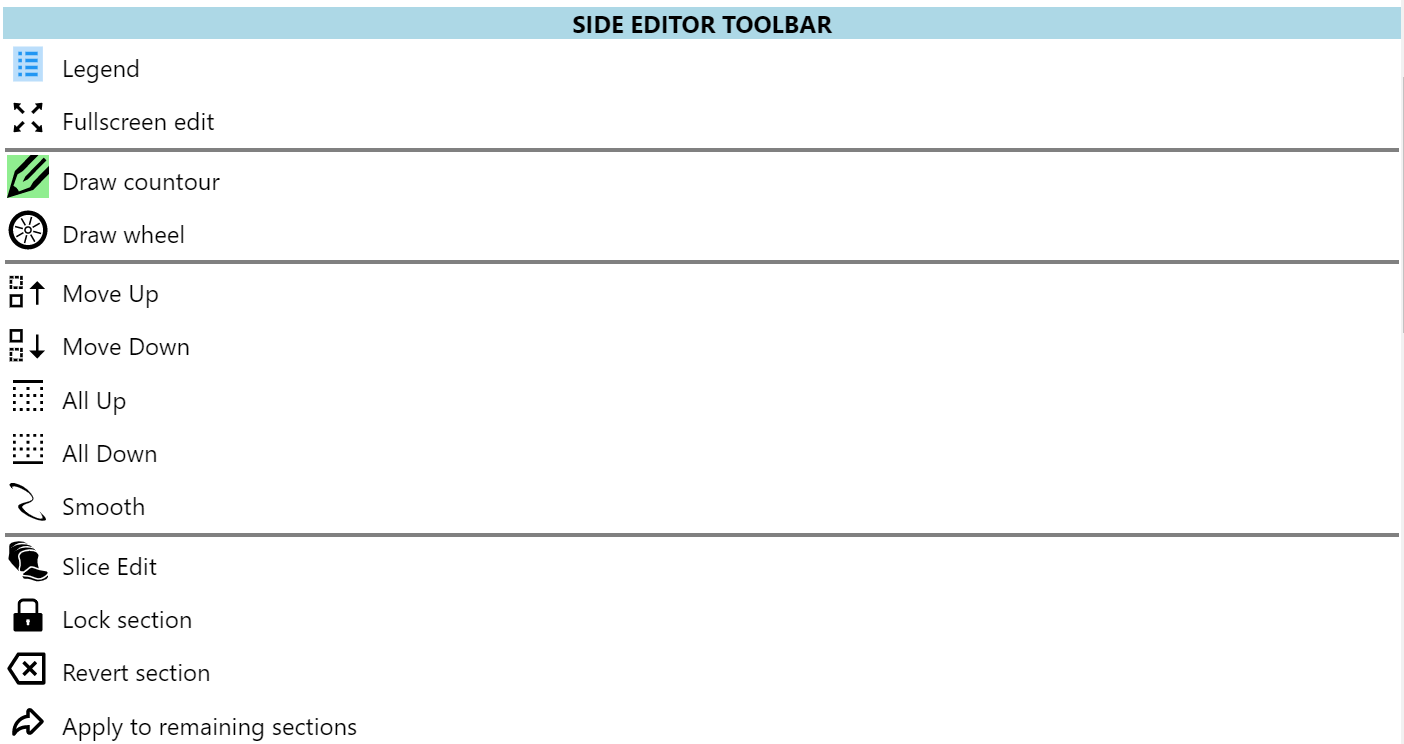 SIDE EDITOR TOOLBAR
Legend
Fullscreen edit
Draw countour
Draw wheel
Move Up
Move Down
All Up
All Down
Smooth
Slice Edit
Lock section
Revert section
Apply to remaining sections